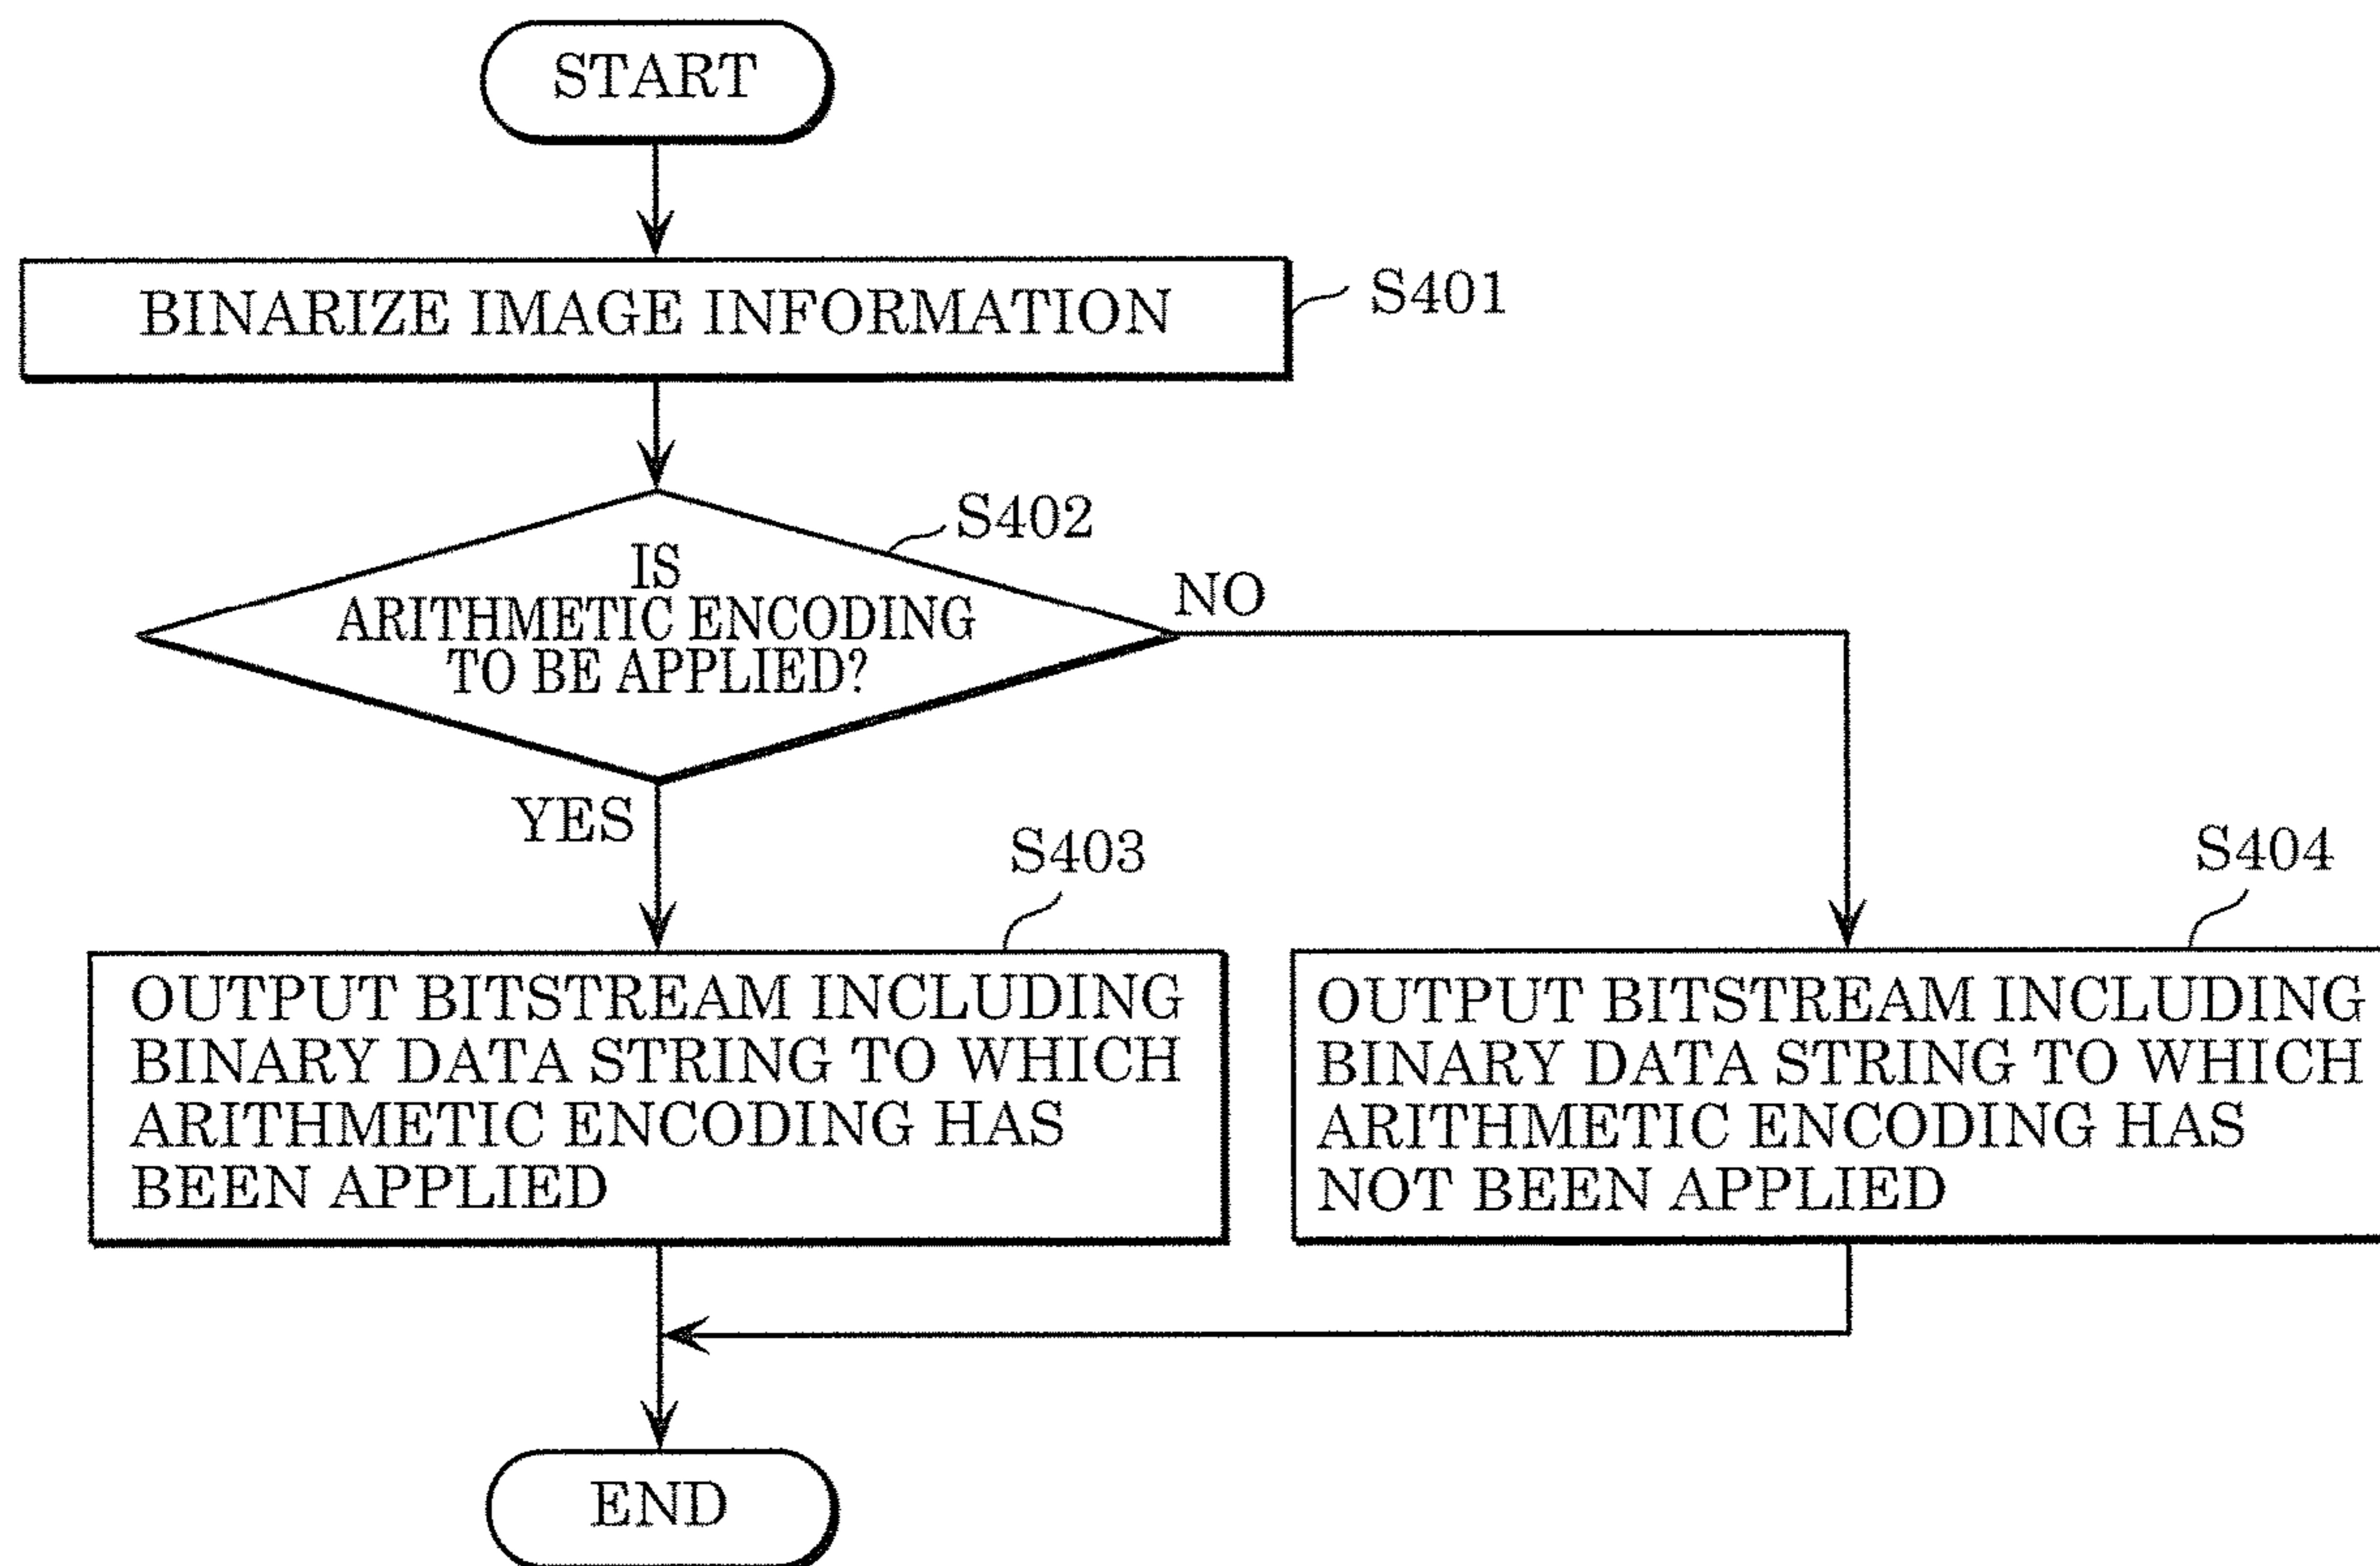 START
BINARIZE IMAGE INFORMATION
S401
S402
IS
ARITHMETIC ENCODING
TO BE APPLIED?
NO
YES
S403
OUTPUT BITSTREAM INCLUDING
BINARY DATA STRING TO WHICH
ARITHMETIC ENCODING HAS
BEEN APPLIED
S404
OUTPUT BITSTREAM INCLUDING
BINARY DATA STRING TO WHICH
ARITHMETIC ENCODING HAS
NOT BEEN APPLIED
END